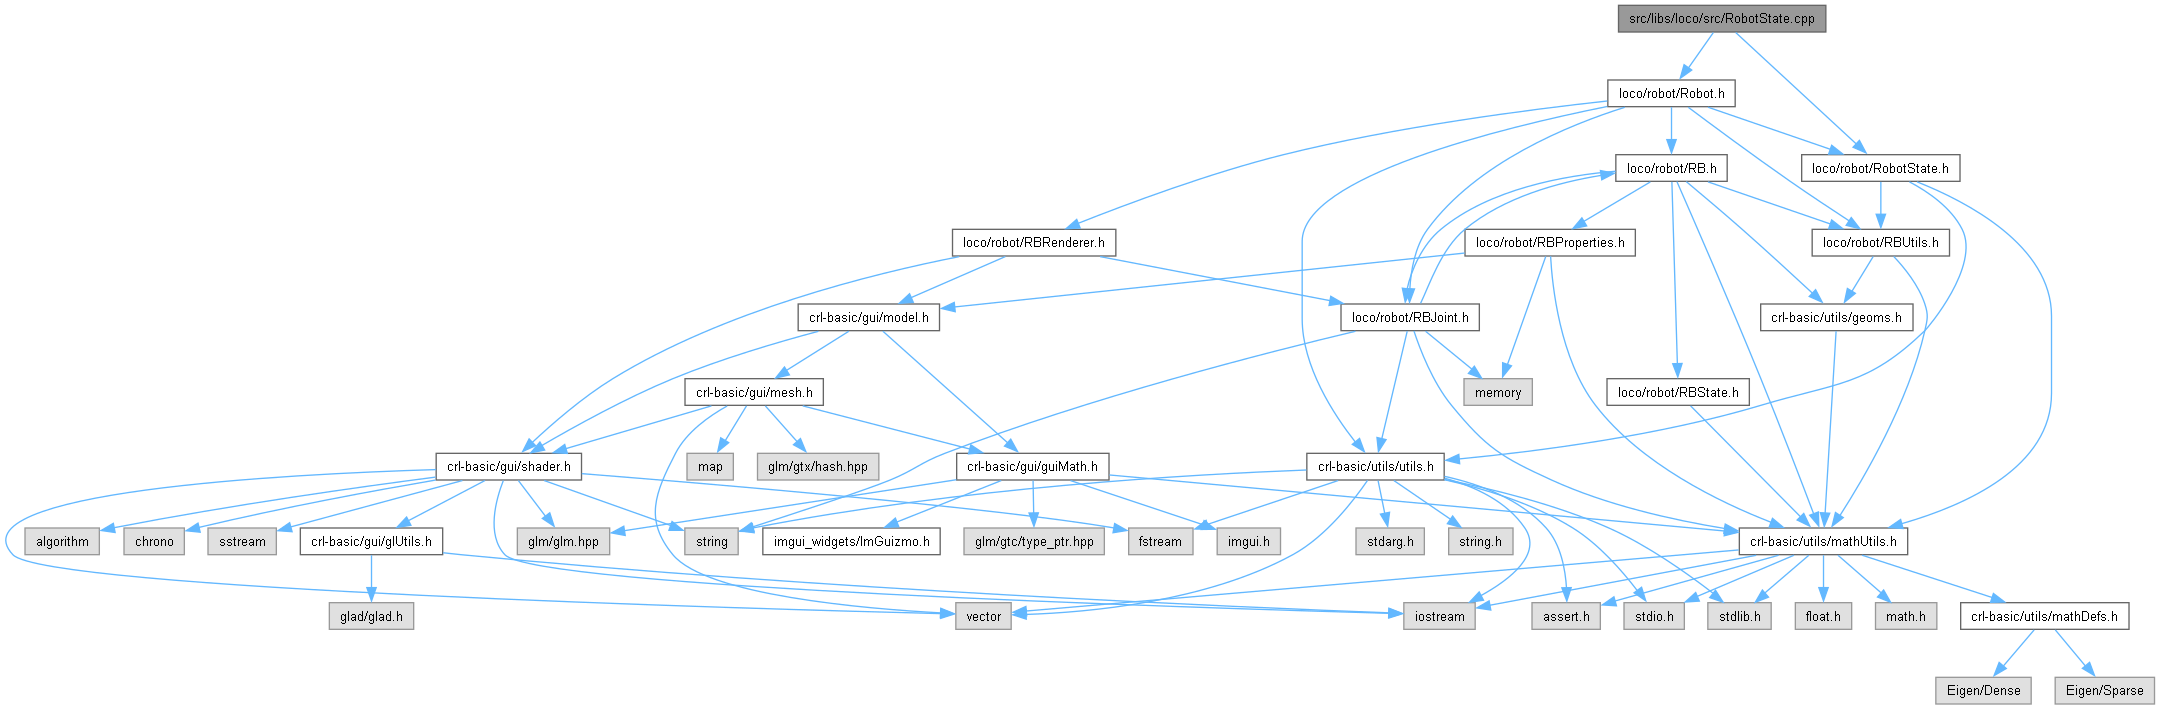 src/libs/loco/src/RobotState.cpp
loco/robot/Robot.h
loco/robot/RB.h
loco/robot/RobotState.h
loco/robot/RBRenderer.h
loco/robot/RBProperties.h
loco/robot/RBUtils.h
crl-basic/gui/model.h
loco/robot/RBJoint.h
crl-basic/utils/geoms.h
crl-basic/gui/mesh.h
memory
loco/robot/RBState.h
crl-basic/gui/shader.h
map
glm/gtx/hash.hpp
crl-basic/gui/guiMath.h
crl-basic/utils/utils.h
algorithm
chrono
sstream
crl-basic/gui/glUtils.h
glm/glm.hpp
string
imgui_widgets/ImGuizmo.h
glm/gtc/type_ptr.hpp
fstream
imgui.h
stdarg.h
string.h
crl-basic/utils/mathUtils.h
glad/glad.h
vector
iostream
assert.h
stdio.h
stdlib.h
float.h
math.h
crl-basic/utils/mathDefs.h
Eigen/Dense
Eigen/Sparse